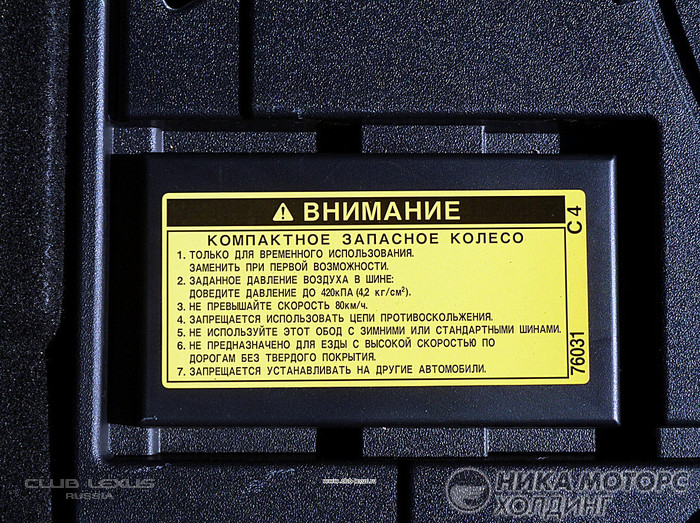 ВНИМАНИЕ
КОМПАКТНОЕ ЗАПАСНОЕ КОЛЕСО
1. ТОЛЬКО ДЛЯ ВРЕМЕННОГО ИСПОЛЬЗОВАНИЯ.
ЗАМЕНИТЬ ПРИ ПЕРВОЙ ВОЗМОЖНОСТИ.
2. ЗАДАННОЕ ДАВЛЕНИЕ ВОЗДУХА В ШИНЕ:
ДОВЕДИТЕ ДАВЛЕНИЕ ДО 420кПА (4,2 кг/см²).
3. НЕ ПРЕВЫШАЙТЕ СКОРОСТЬ 80км/ч.
4. ЗАПРЕЩАЕТСЯ ИСПОЛЬЗОВАТЬ ЦЕПИ ПРОТИВОСКОЛЬЖЕНИЯ.
5. НЕ ИСПОЛЬЗУЙТЕ ЭТОТ ОБОД С ЗИМНИМИ ИЛИ СТАНДАРТНЫМИ ШИНАМИ.
6. НЕ ПРЕДНАЗНАЧЕНО ДЛЯ ЕЗДЫ С ВЫСОКОЙ СКОРОСТЬЮ ПО
ДОРОГАМ БЕЗ ТВЕРДОГО ПОКРЫТИЯ.
7. ЗАПРЕЩАЕТСЯ УСТАНАВЛИВАТЬ НА ДРУГИЕ АВТОМОБИЛИ.
C 4
76031
CLUB LEXUS
RUSSIA
НИКА МОТОРС
ХОЛДИНГ